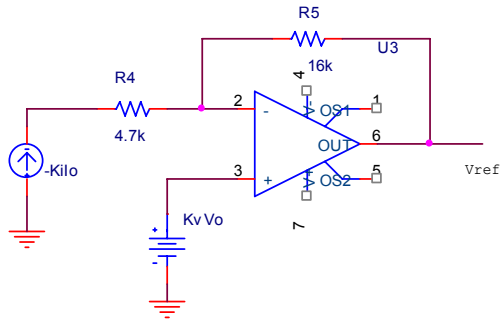 R5
16k
U3
R4
4.7k
4
V-
2
-
OS1
1
OUT
6
3
+
V+
OS2
5
7
-Kilo
Kv Vo
+
-
Vref